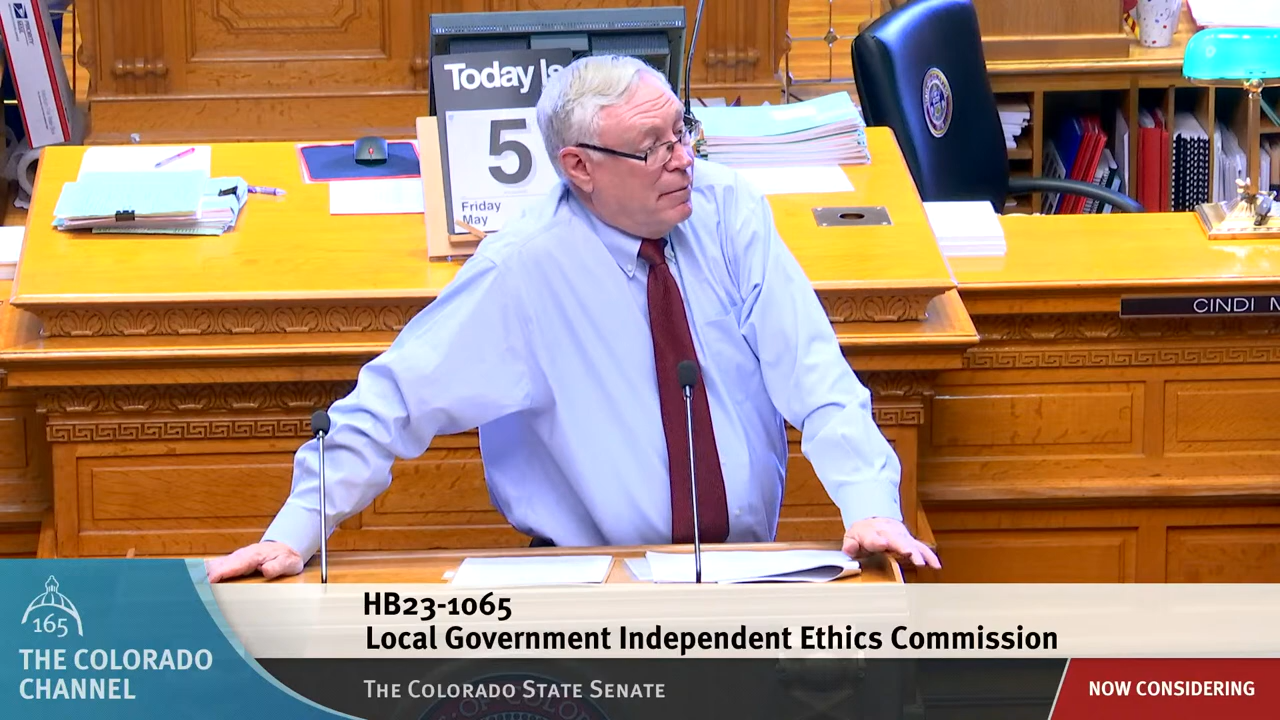 Today Is
5
Friday
May
CINDI
HB23-1065
Local Government Independent Ethics Commission
165
THE COLORADO
CHANNEL
THE COLORADO STATE SENATE
NOW CONSIDERING